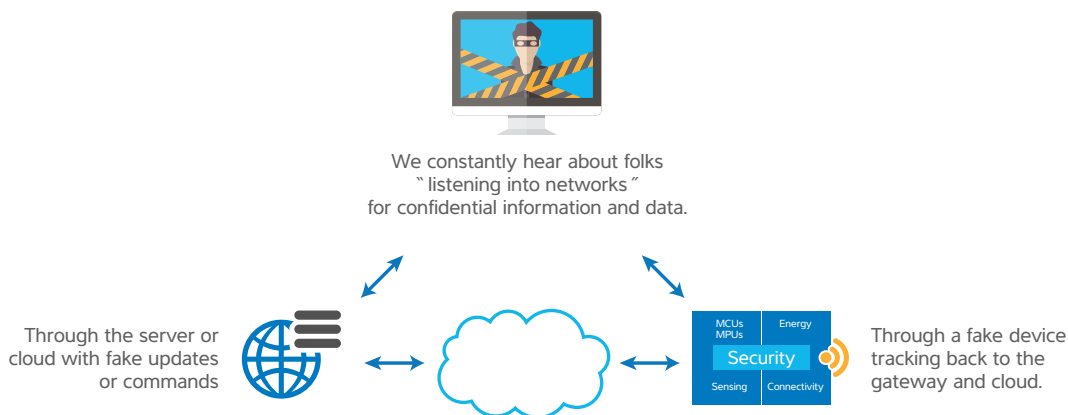 We constantly hear about folks
“listening into networks”
for confidential information and data.
Through the server or
cloud with fake updates
or commands
MCUs
MPUs
Energy
Security
Sensing
Connectivity
Through a fake device
tracking back to the
gateway and cloud.